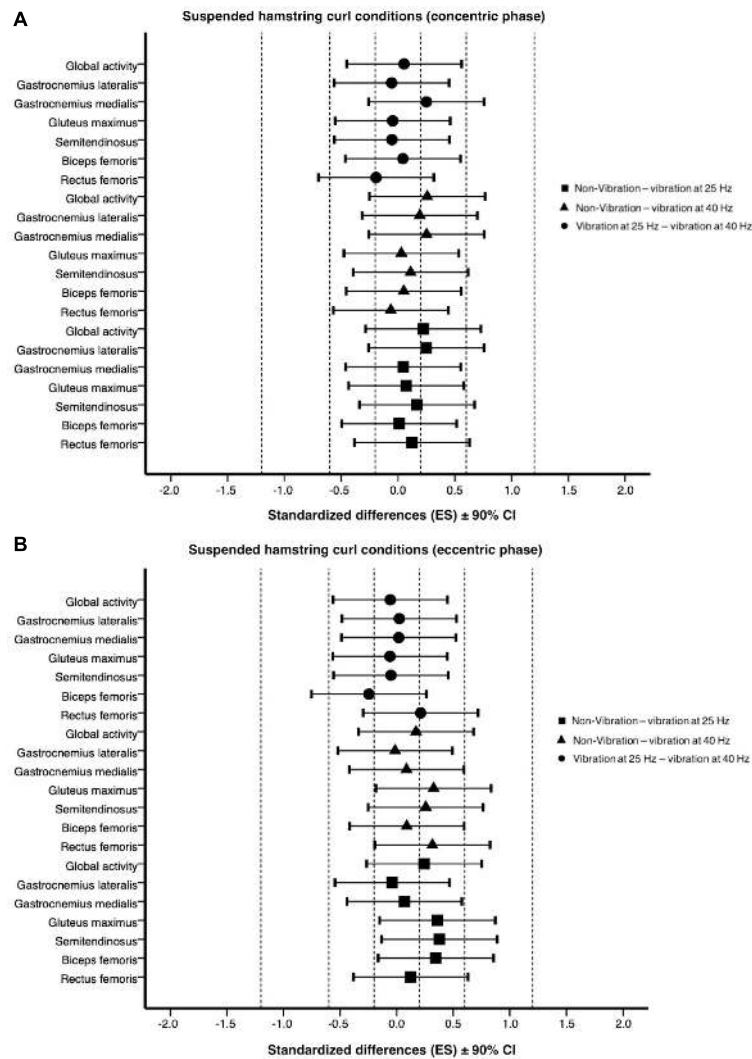 A
Suspended hamstring curl conditions (concentric phase)
Global activity
Gastrocnemius lateralis
Gastrocnemius medialis
Gluteus maximus
Semitendinosus
Biceps femoris
Rectus femoris
Global activity
Gastrocnemius lateralis
Gastrocnemius medialis
Gluteus maximus
Semitendinosus
Biceps femoris
Rectus femoris
Global activity
Gastrocnemius lateralis
Gastrocnemius medialis
Gluteus maximus
Semitendinosus
Biceps femoris
Rectus femoris
Non-Vibration – vibration at 25 Hz
Non-Vibration – vibration at 40 Hz
Vibration at 25 Hz – vibration at 40 Hz
-2.0 -1.5 -1.0 -0.5 0.0 0.5 1.0 1.5 2.0
Standardized differences (ES) ± 90% CI
B
Suspended hamstring curl conditions (eccentric phase)
Global activity
Gastrocnemius lateralis
Gastrocnemius medialis
Gluteus maximus
Semitendinosus
Biceps femoris
Rectus femoris
Global activity
Gastrocnemius lateralis
Gastrocnemius medialis
Gluteus maximus
Semitendinosus
Biceps femoris
Rectus femoris
Global activity
Gastrocnemius lateralis
Gastrocnemius medialis
Gluteus maximus
Semitendinosus
Biceps femoris
Rectus femoris
Non-Vibration – vibration at 25 Hz
Non-Vibration – vibration at 40 Hz
Vibration at 25 Hz – vibration at 40 Hz
-2.0 -1.5 -1.0 -0.5 0.0 0.5 1.0 1.5 2.0
Standardized differences (ES) ± 90% CI